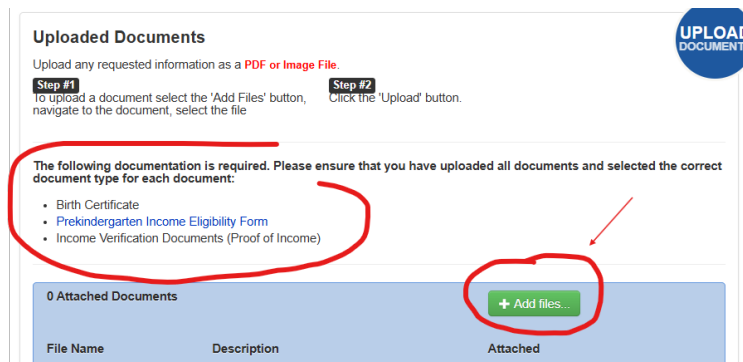 Uploaded Documents
UPLOAD
DOCUMENT
Upload any requested information as a PDF or Image File.
Step #1
To upload a document select the 'Add Files' button,
navigate to the document, select the file
Step #2
Click the 'Upload' button.
The following documentation is required. Please ensure that you have uploaded all documents and selected the correct
document type for each document:
• Birth Certificate
• Prekindergarten Income Eligibility Form
• Income Verification Documents (Proof of Income)
0 Attached Documents
+ Add files...
File Name Description Attached